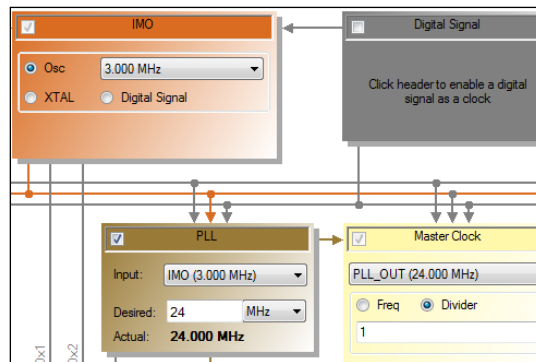 IMO
Osc
3.000 MHz
XTAL
Digital Signal
Digital Signal
Click header to enable a digital
signal as a clock
PLL
Input:
IMO (3.000 MHz)
Desired:
24
MHz
Actual:
24.000 MHz
Master Clock
PLL_OUT (24.000 MHz)
Freq
Divider
1
0x1
0x2